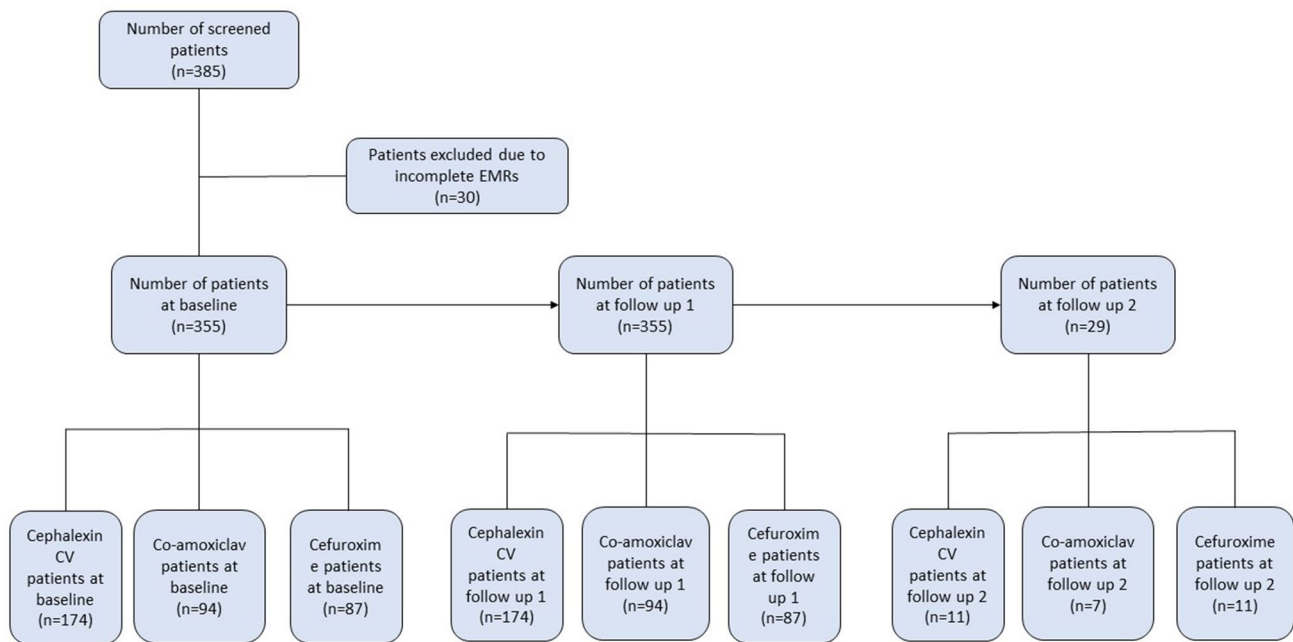 Number of screened
patients
(n=385)
Patients excluded due to
incomplete EMRs
(n=30)
Number of patients
at baseline
(n=355)
Number of patients
at follow up 1
(n=355)
Number of patients
at follow up 2
(n=29)
Cephalexin
CV
patients at
baseline
(n=174)
Co-amoxiclav
patients at
baseline
(n=94)
Cefuroxim
e patients
at baseline
(n=87)
Cephalexin
CV
patients at
follow up 1
(n=174)
Co-amoxiclav
patients at
follow up 1
(n=94)
Cefuroxim
e patients
at follow
up 1
(n=87)
Cephalexin
CV
patients at
follow up 2
(n=11)
Co-amoxiclav
patients at
follow up 2
(n=7)
Cefuroxime
patients at
follow up 2
(n=11)